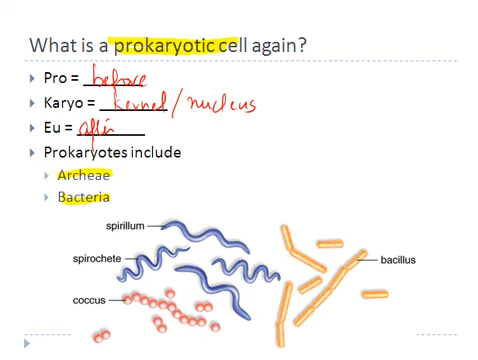 What is a prokaryotic cell again?
Pro = before
Karyo = kernel / nucleus
Eu = after
Prokaryotes include
Archeae
Bacteria
spirillum
spirochete
bacillus
coccus